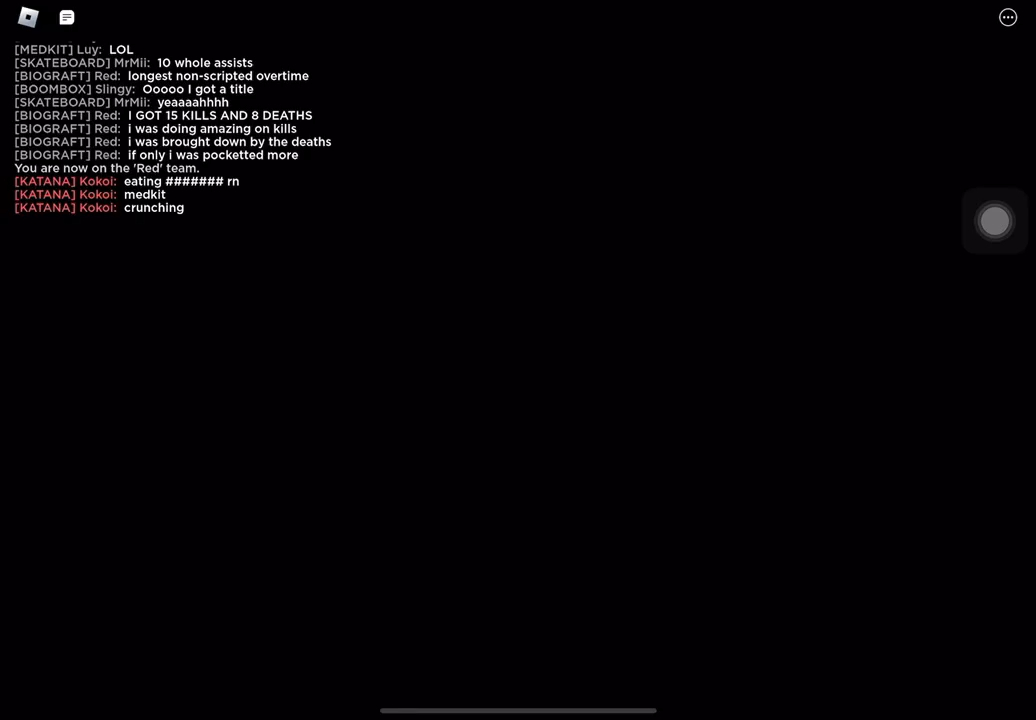 [MEDKIT] Luy: LOL
[SKATEBOARD] MrMii: 10 whole assists
[BIOGRAFT] Red: longest non-scripted overtime
[BOOMBOX] Slingy: Ooooo I got a title
[SKATEBOARD] MrMii: yeaaaahhhh
[BIOGRAFT] Red: I GOT 15 KILLS AND 8 DEATHS
[BIOGRAFT] Red: i was doing amazing on kills
[BIOGRAFT] Red: i was brought down by the deaths
[BIOGRAFT] Red: if only i was pocketted more
You are now on the 'Red' team.
[KATANA] Kokoi: eating ####### rn
[KATANA] Kokoi: medkit
[KATANA] Kokoi: crunching